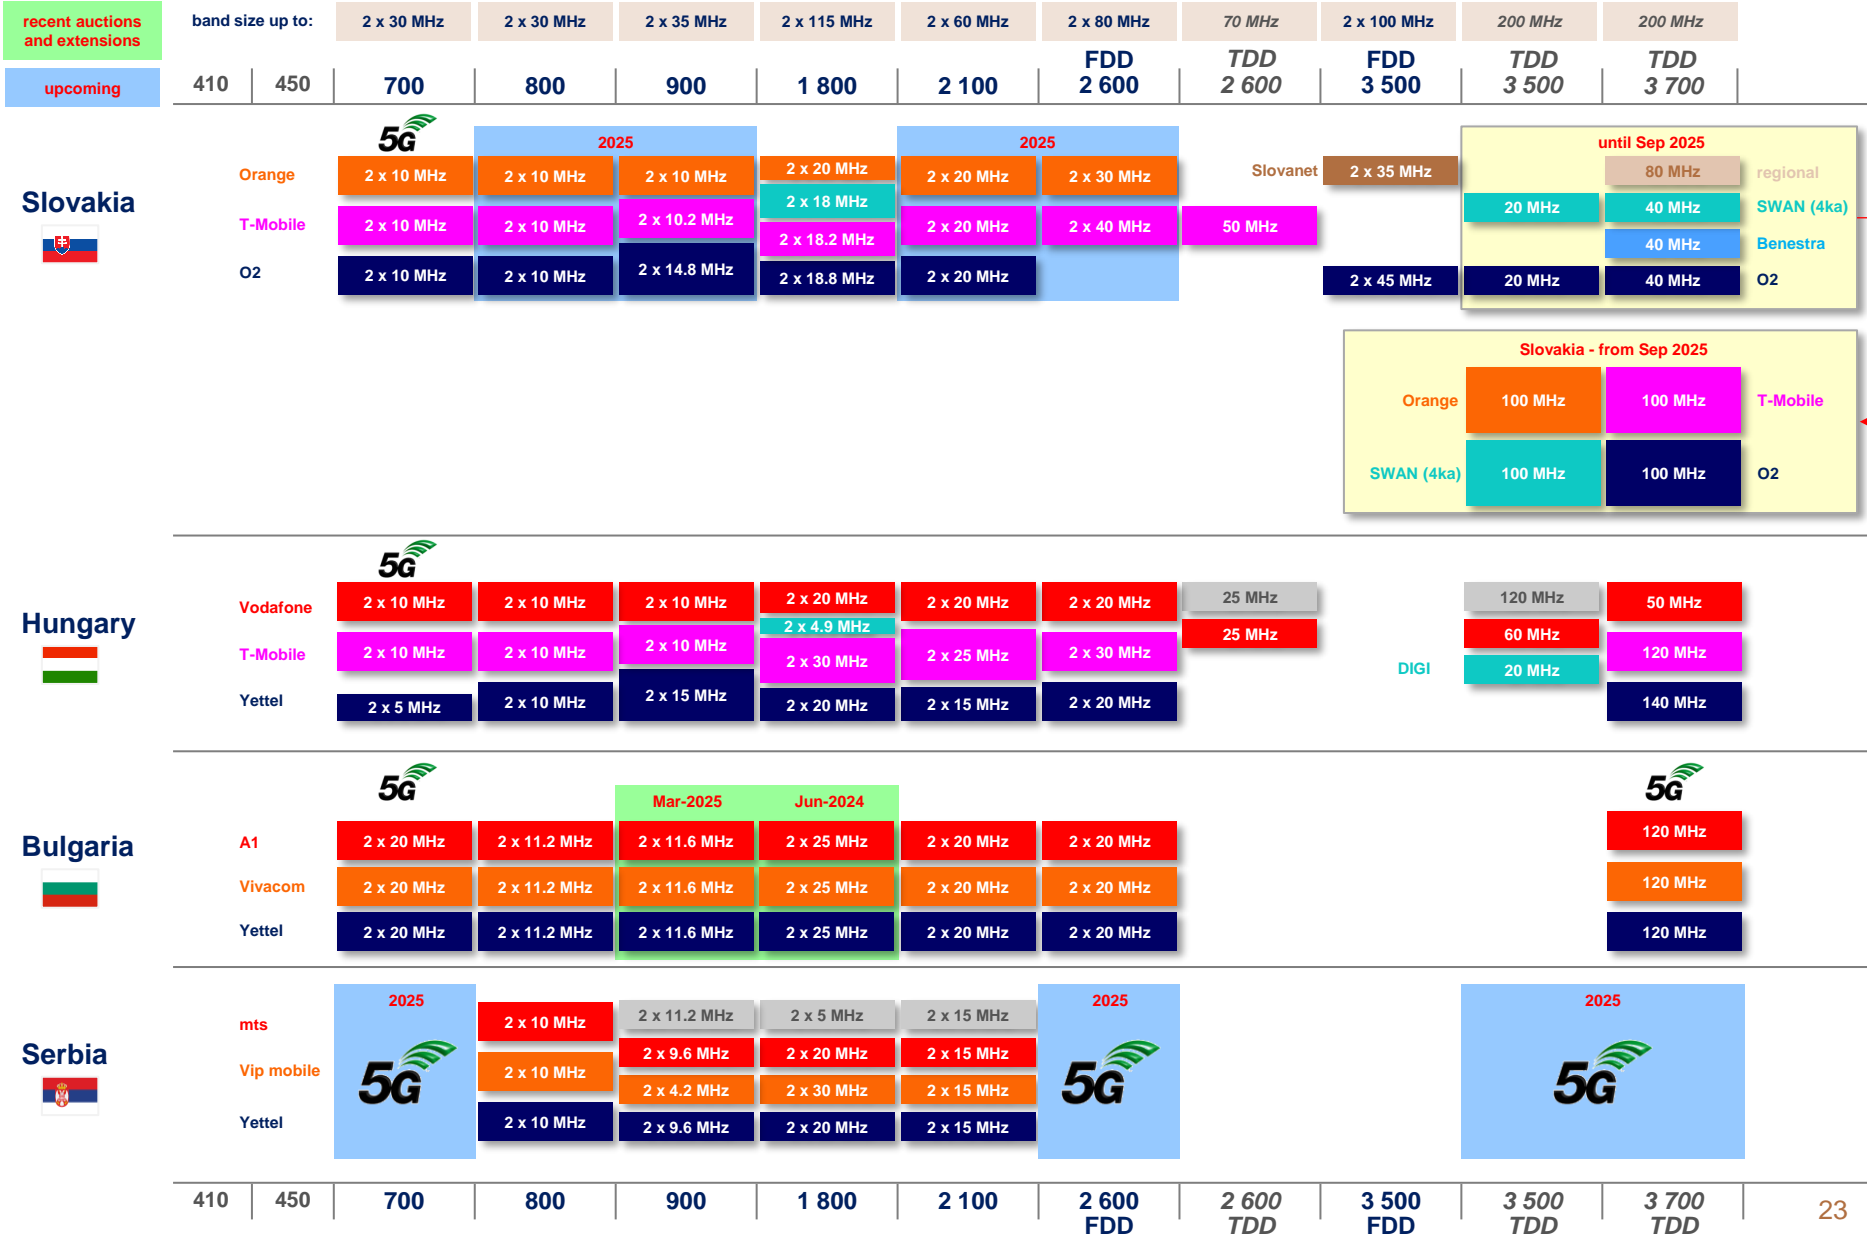 recent auctions
and extensions
band size up to: 2 x 30 MHz 2 x 30 MHz 2 x 35 MHz 2 x 115 MHz 2 x 60 MHz 2 x 80 MHz 70 MHz 2 x 100 MHz 200 MHz 200 MHz
FDD TDD FDD TDD TDD
upcoming 410 450 700 800 900 1 800 2 100 2 600 2 600 3 500 3 500 3 700
5G
2025 2025 until Sep 2025
Slovakia
Orange 2 x 10 MHz 2 x 10 MHz 2 x 10 MHz 2 x 20 MHz 2 x 20 MHz 2 x 30 MHz Slovanet 2 x 35 MHz 80 MHz regional
2 x 18 MHz 20 MHz 40 MHz SWAN (4ka)
T-Mobile 2 x 10 MHz 2 x 10 MHz 2 x 10.2 MHz 2 x 18.2 MHz 2 x 20 MHz 2 x 40 MHz 50 MHz
40 MHz Benestra
O2 2 x 10 MHz 2 x 10 MHz 2 x 14.8 MHz 2 x 18.8 MHz 2 x 20 MHz 2 x 45 MHz 20 MHz 40 MHz O2
Slovakia - from Sep 2025
Orange 100 MHz 100 MHz T-Mobile
SWAN (4ka) 100 MHz 100 MHz O2
5G
Hungary
Vodafone 2 x 10 MHz 2 x 10 MHz 2 x 10 MHz 2 x 20 MHz 2 x 20 MHz 2 x 20 MHz 25 MHz 120 MHz 50 MHz
2 x 4.9 MHz 25 MHz 60 MHz
T-Mobile 2 x 10 MHz 2 x 10 MHz 2 x 10 MHz 2 x 30 MHz 2 x 25 MHz 2 x 30 MHz 120 MHz
DIGI 20 MHz
Yettel 2 x 5 MHz 2 x 10 MHz 2 x 15 MHz 2 x 20 MHz 2 x 15 MHz 2 x 20 MHz 140 MHz
5G 5G
Mar-2025 Jun-2024
Bulgaria
A1 2 x 20 MHz 2 x 11.2 MHz 2 x 11.6 MHz 2 x 25 MHz 2 x 20 MHz 2 x 20 MHz 120 MHz
Vivacom 2 x 20 MHz 2 x 11.2 MHz 2 x 11.6 MHz 2 x 25 MHz 2 x 20 MHz 2 x 20 MHz 120 MHz
Yettel 2 x 20 MHz 2 x 11.2 MHz 2 x 11.6 MHz 2 x 25 MHz 2 x 20 MHz 2 x 20 MHz 120 MHz
2025 2025 2025
Serbia
mts 2 x 10 MHz 2 x 11.2 MHz 2 x 5 MHz 2 x 15 MHz
2 x 9.6 MHz 2 x 20 MHz 2 x 15 MHz
Vip mobile 5G 2 x 10 MHz 2 x 4.2 MHz 2 x 30 MHz 2 x 15 MHz 5G 5G
Yettel 2 x 10 MHz 2 x 9.6 MHz 2 x 20 MHz 2 x 15 MHz
410 450 700 800 900 1 800 2 100 2 600 2 600 3 500 3 500 3 700
FDD TDD FDD TDD TDD
23